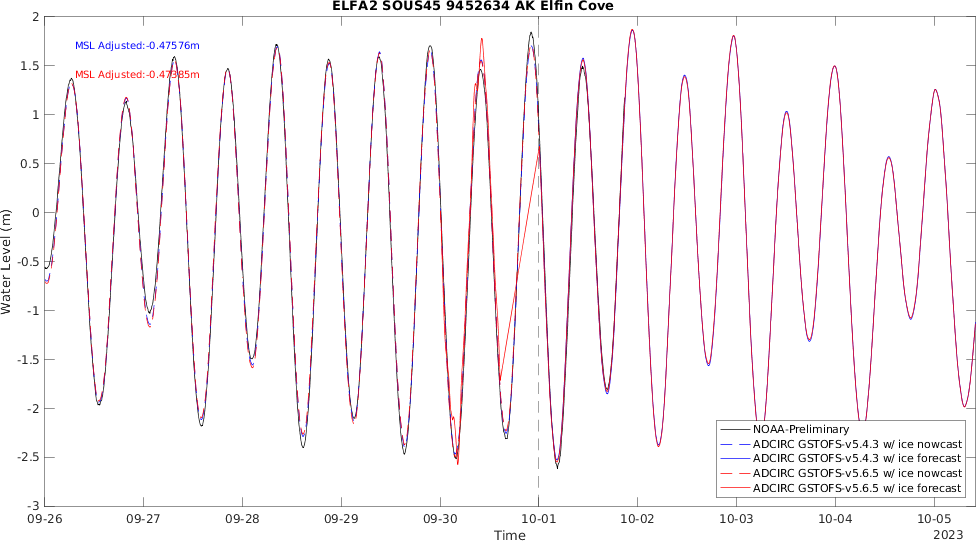 ELFA2 SOUS45 9452634 AK Elfin Cove
MSL Adjusted:-0.47576m
MSL Adjusted:-0.47385m
Water Level (m)
2
1.5
1
0.5
0
-0.5
-1
-1.5
-2
-2.5
-3
NOAA-Preliminary
ADCIRC GSTOFS-v5.4.3 w/ ice nowcast
ADCIRC GSTOFS-v5.4.3 w/ ice forecast
ADCIRC GSTOFS-v5.6.5 w/ ice nowcast
ADCIRC GSTOFS-v5.6.5 w/ ice forecast
09-26 09-27 09-28 09-29 09-30 10-01 10-02 10-03 10-04 10-05
Time
2023